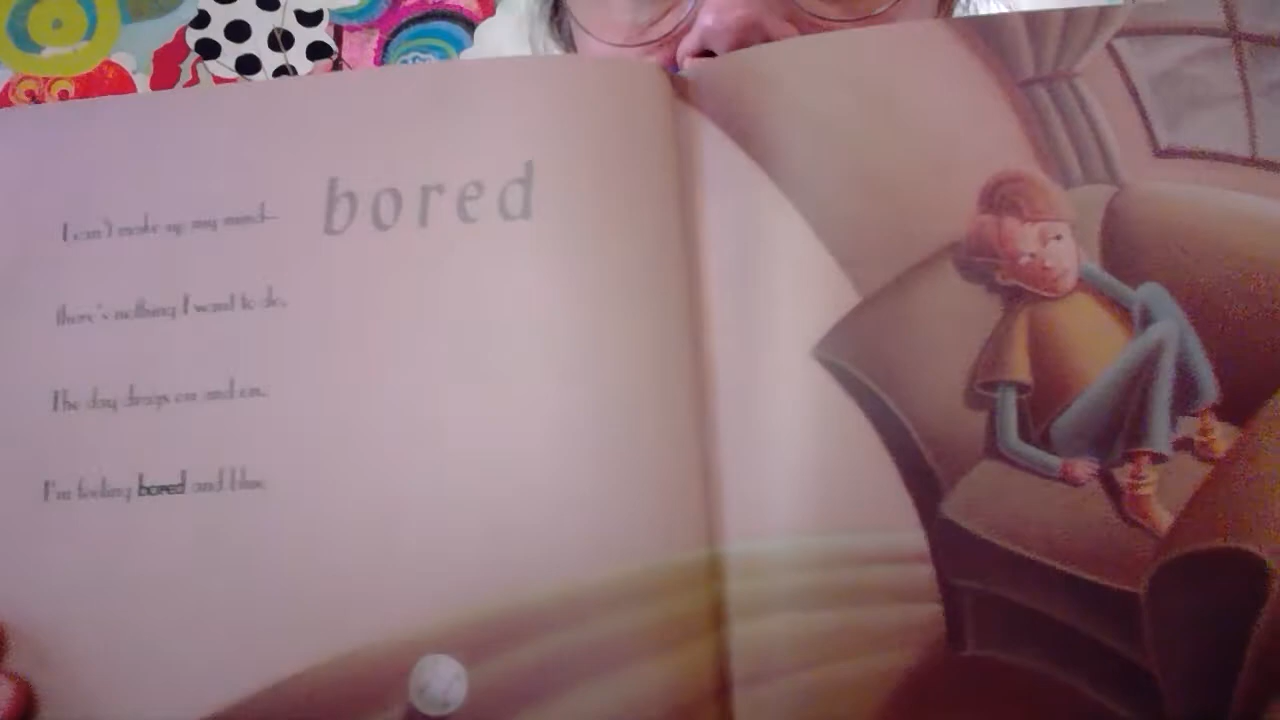 bored
I can't make up my mind—
there's nothing I want to do.
The day drags on and on.
I'm feeling bored and blue.